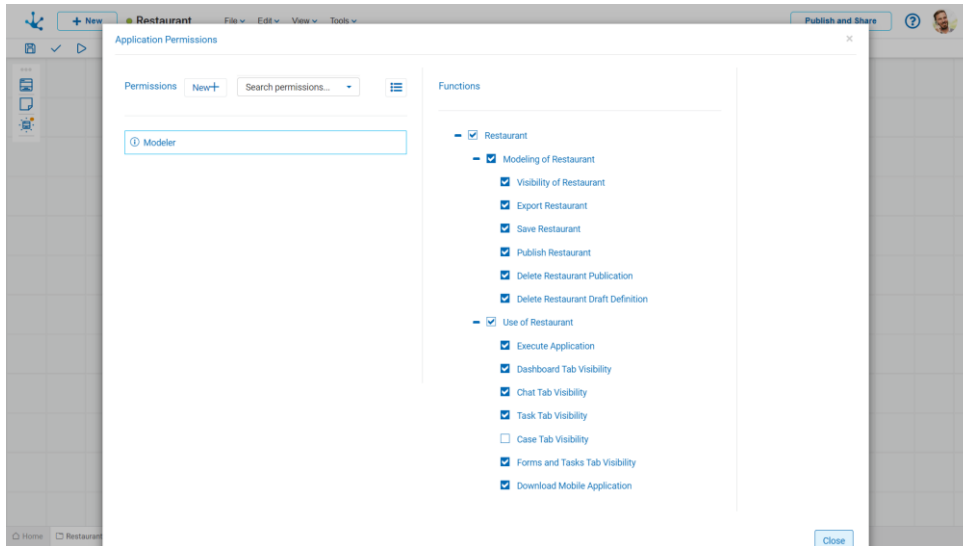 + New
Restaurant
File Edit View Tools
Publish and Share
?
Application Permissions
×
Permissions New+ Search permissions...
Functions
Modeler
Restaurant
Modeling of Restaurant
Visibility of Restaurant
Export Restaurant
Save Restaurant
Publish Restaurant
Delete Restaurant Publication
Delete Restaurant Draft Definition
Use of Restaurant
Execute Application
Dashboard Tab Visibility
Chat Tab Visibility
Task Tab Visibility
Case Tab Visibility
Forms and Tasks Tab Visibility
Download Mobile Application
Home Restaurant
Close